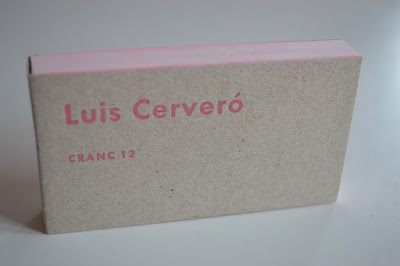 Luis Cerveró
CRANC 12